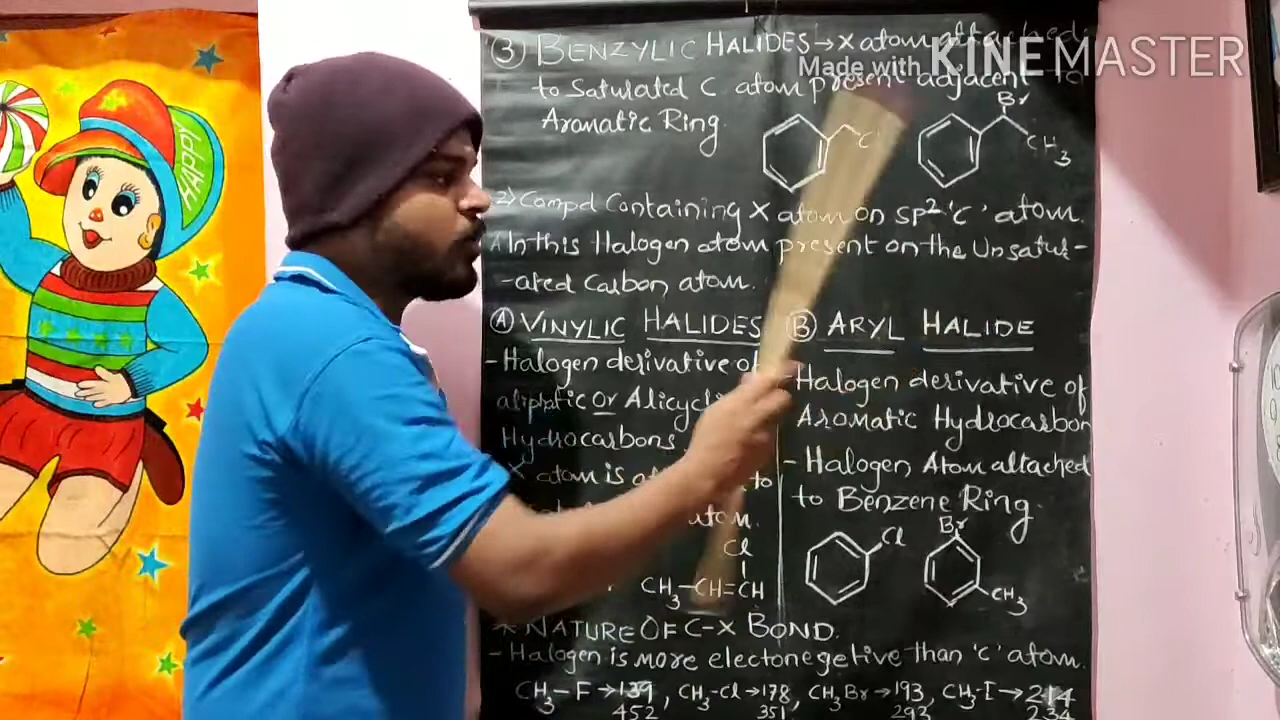 ③ BENZYLIC HALIDES → X atom attached
Made with KINEMASTER
to Saturated C atom present adjacent to
Aromatic Ring.
Br
CH3
2) Compd Containing X atom on sp² 'C' atom.
In this Halogen atom present on the Unsatur-
-ated Carbon atom.
Ⓐ VINYLIC HALIDES
- Halogen derivative of
aliphatic or Alicycli
Hydrocarbons
X atom is to
atom.
Cl
CH3-CH=CH
Ⓑ ARYL HALIDE
- Halogen derivative of
Aromatic Hydrocarbon
- Halogen Atom attached
to Benzene Ring.
Cl
Br
CH3
* NATURE OF C-X BOND.
- Halogen is more electonegetive than 'c' atom.
CH3-F → 139, CH3-Cl → 178, CH3Br → 193, CH3-I → 214
452 351 293 234
HAPPY